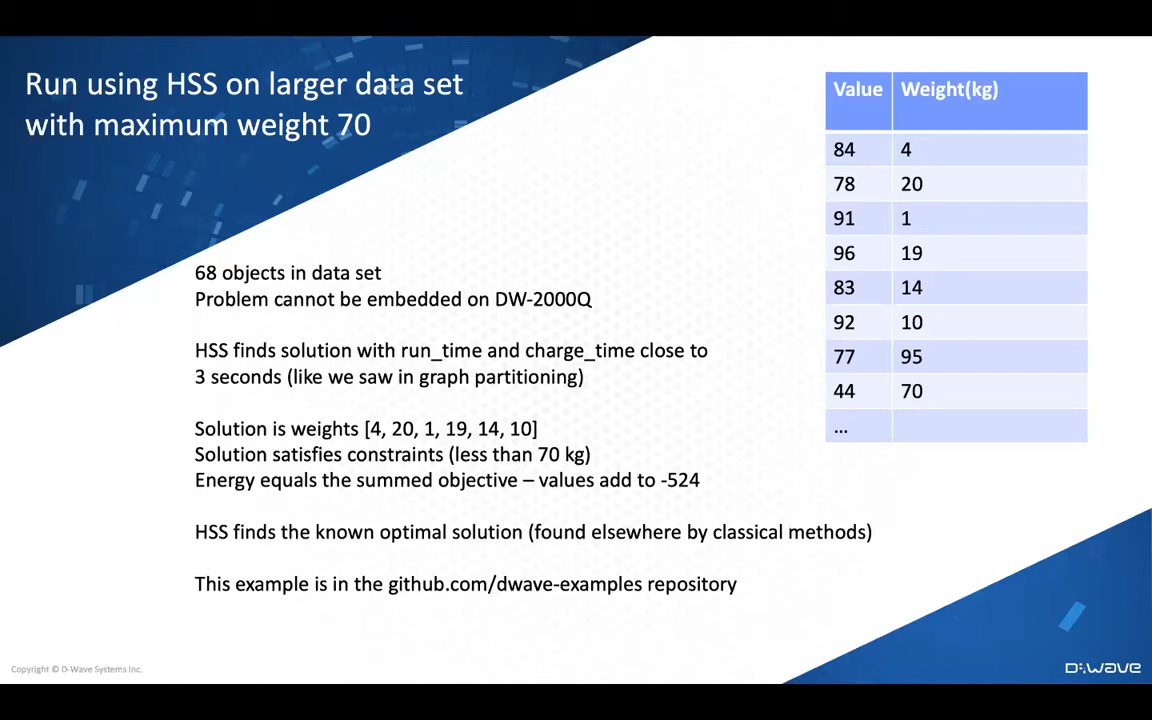 Run using HSS on larger data set
with maximum weight 70
Value Weight(kg)
84 4
78 20
91 1
96 19
83 14
92 10
77 95
44 70
...
68 objects in data set
Problem cannot be embedded on DW-2000Q
HSS finds solution with run_time and charge_time close to
3 seconds (like we saw in graph partitioning)
Solution is weights [4, 20, 1, 19, 14, 10]
Solution satisfies constraints (less than 70 kg)
Energy equals the summed objective – values add to -524
HSS finds the known optimal solution (found elsewhere by classical methods)
This example is in the github.com/dwave-examples repository
Copyright © D-Wave Systems Inc.
D:wave